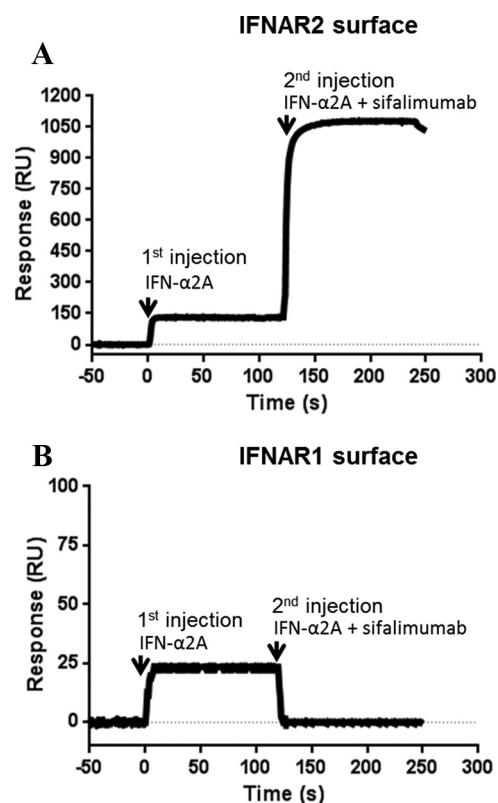 IFNAR2 surface
A
2nd injection
IFN-α2A + sifalimumab
1st injection
IFN-α2A
Response (RU)
1200
1050
900
750
600
450
300
150
0
-50 0 50 100 150 200 250 300
Time (s)
B
IFNAR1 surface
1st injection
IFN-α2A
2nd injection
IFN-α2A + sifalimumab
Response (RU)
100
75
50
25
0
-50 0 50 100 150 200 250 300
Time (s)